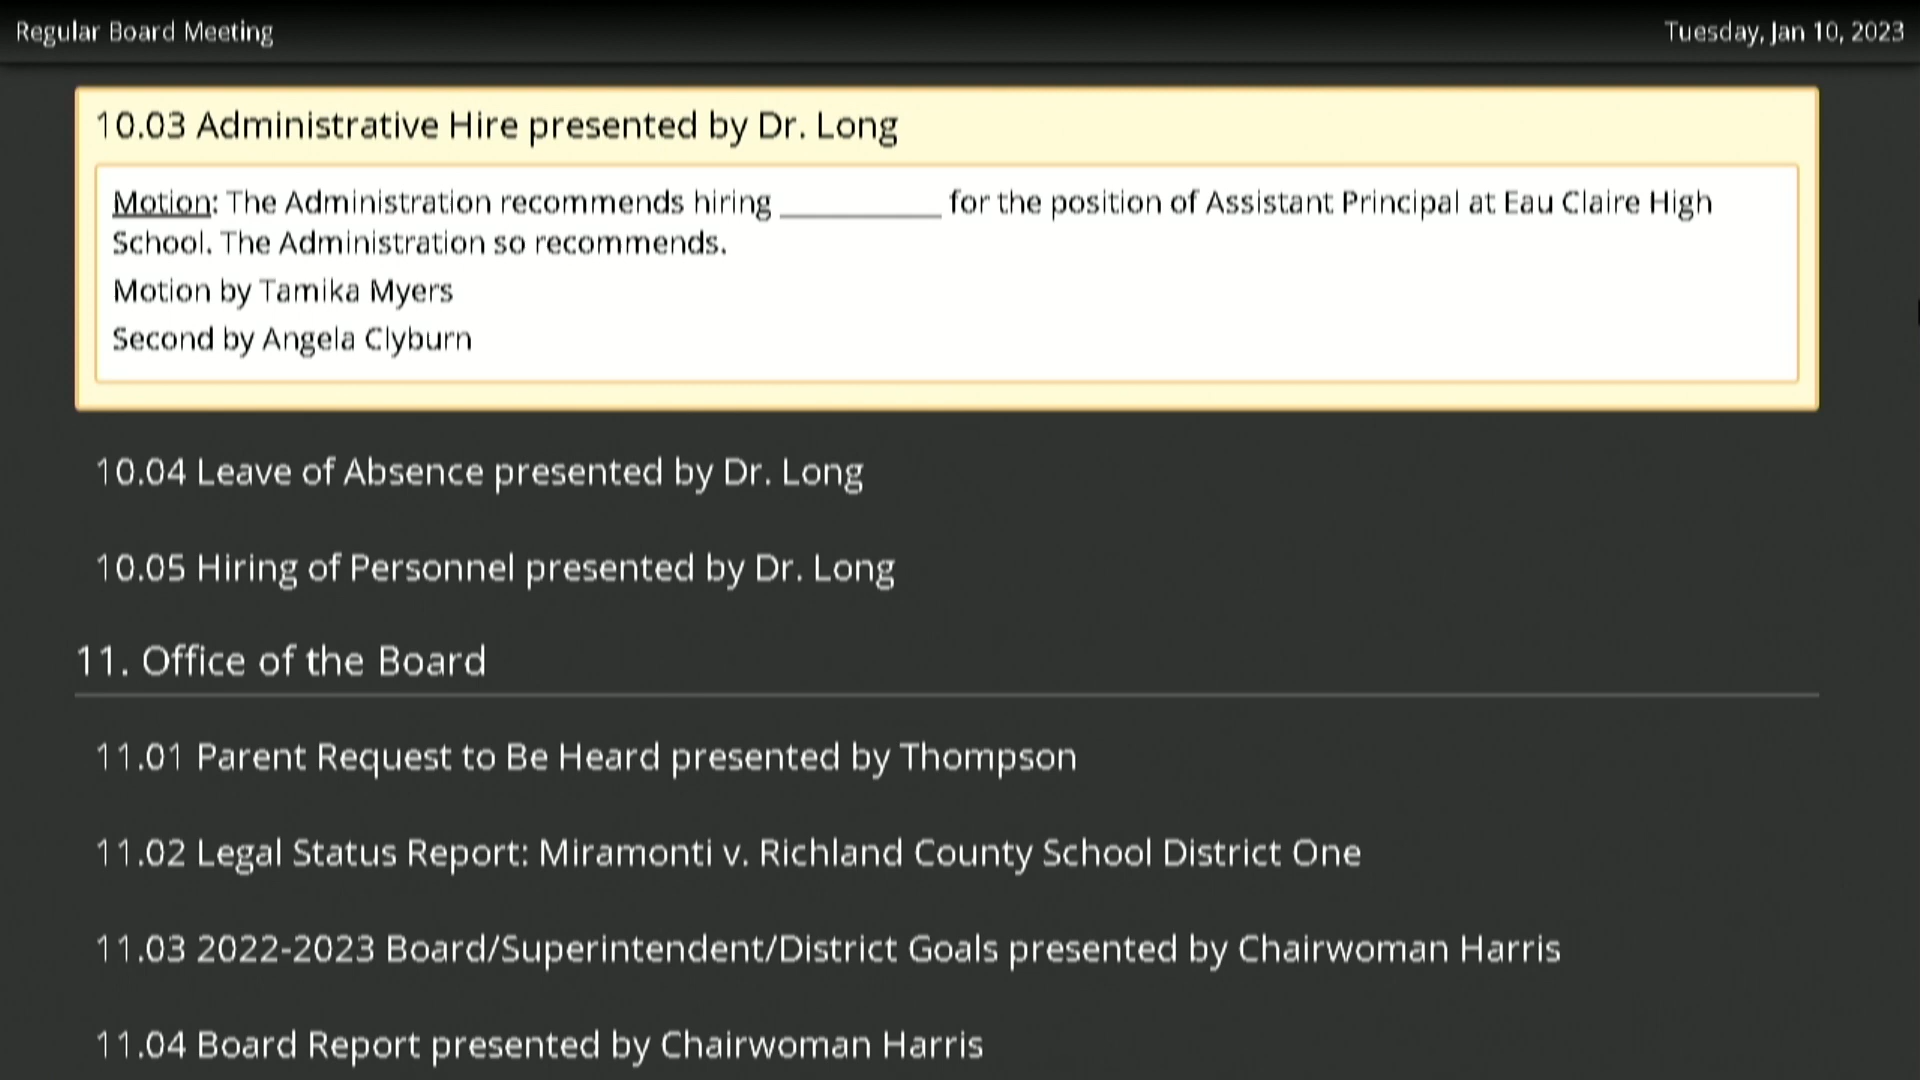 Regular Board Meeting
Tuesday, Jan 10, 2023
10.03 Administrative Hire presented by Dr. Long
Motion: The Administration recommends hiring __________ for the position of Assistant Principal at Eau Claire High
School. The Administration so recommends.
Motion by Tamika Myers
Second by Angela Clyburn
10.04 Leave of Absence presented by Dr. Long
10.05 Hiring of Personnel presented by Dr. Long
11. Office of the Board
11.01 Parent Request to Be Heard presented by Thompson
11.02 Legal Status Report: Miramonti v. Richland County School District One
11.03 2022-2023 Board/Superintendent/District Goals presented by Chairwoman Harris
11.04 Board Report presented by Chairwoman Harris